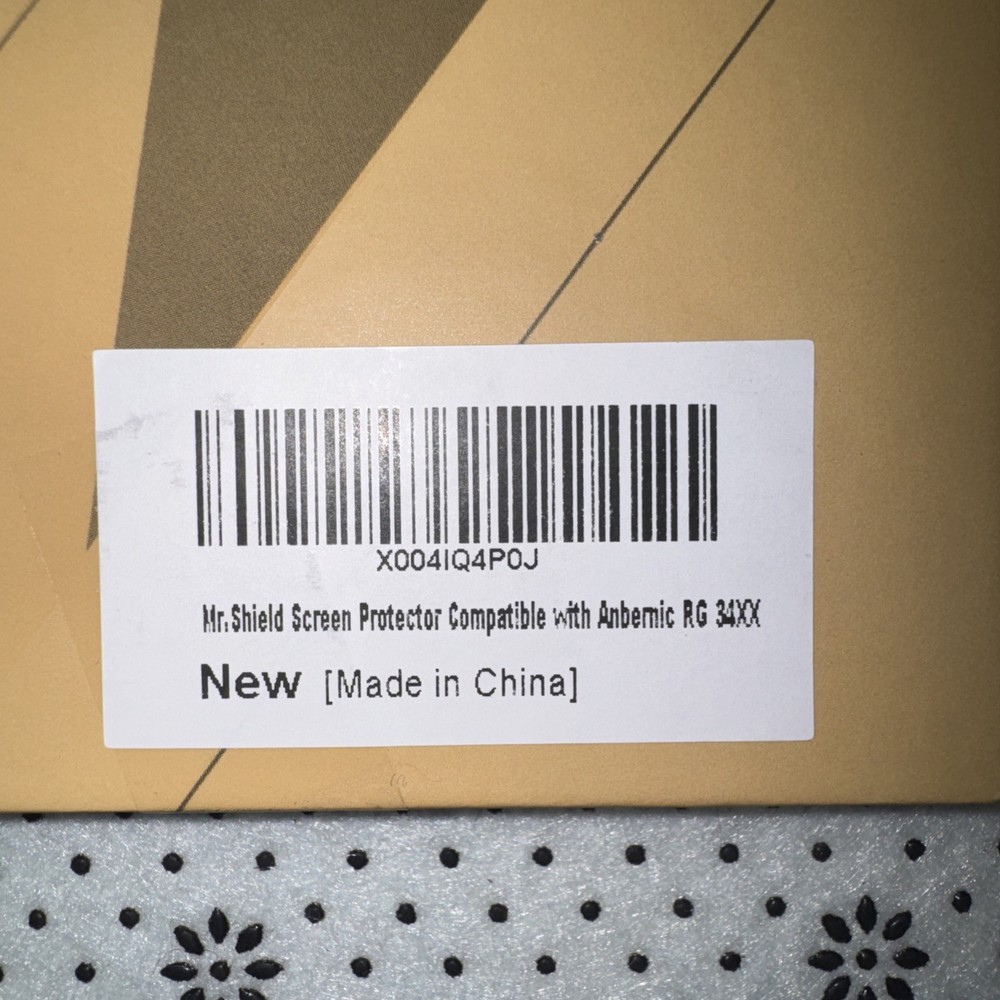 X004IQ4P0J
Mr.Shield Screen Protector Compatible with Anbernic RG 34XX
New [Made in China]